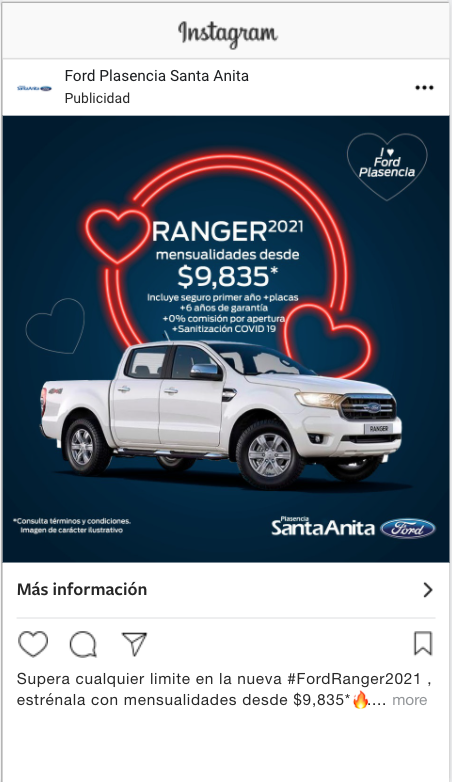 Instagram
Ford Plasencia Santa Anita
Publicidad
I ♥
Ford
Plasencia
RANGER2021
mensualidades desde
$9,835*
Incluye seguro primer año +placas
+6 años de garantía
+0% comisión por apertura
+Sanitización COVID 19
4x4
Ford
RANGER
*Consulta términos y condiciones.
Imagen de carácter ilustrativo
Plasencia
SantaAnita Ford
Más información
Supera cualquier limite en la nueva #FordRanger2021 ,
estrénala con mensualidades desde $9,835*🔥.... more